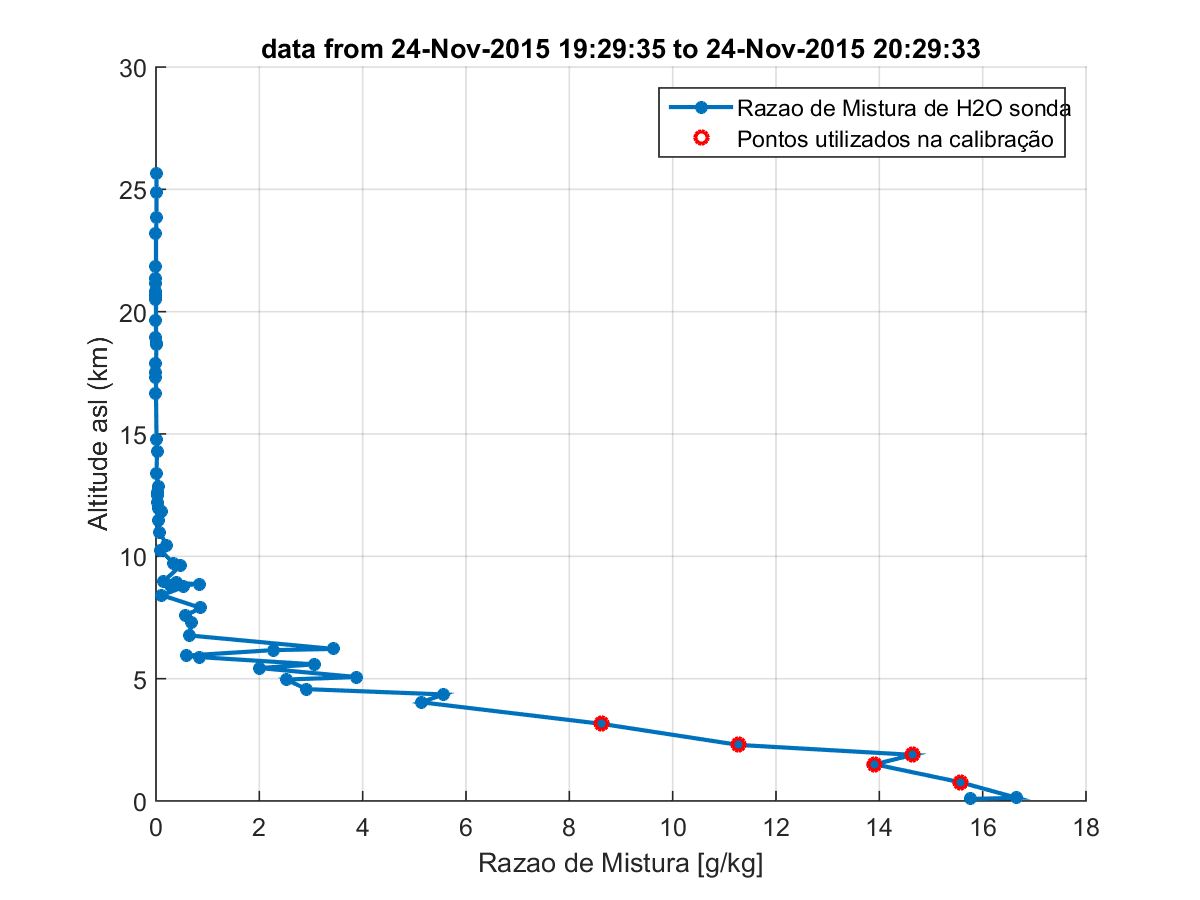 data from 24-Nov-2015 19:29:35 to 24-Nov-2015 20:29:33
Razao de Mistura de H2O sonda
Pontos utilizados na calibração
30
25
20
15
10
5
0
Altitude asl (km)
0 2 4 6 8 10 12 14 16 18
Razao de Mistura [g/kg]